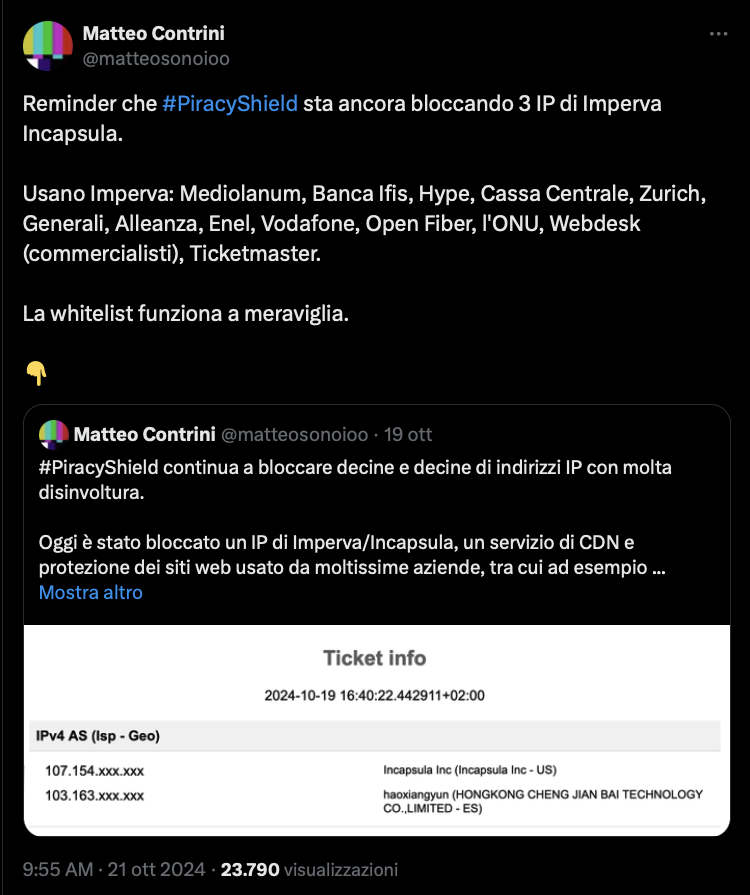 Matteo Contrini
@matteosonoioo
Reminder che #PiracyShield sta ancora bloccando 3 IP di Imperva
Incapsula.
Usano Imperva: Mediolanum, Banca Ifis, Hype, Cassa Centrale, Zurich,
Generali, Alleanza, Enel, Vodafone, Open Fiber, l'ONU, Webdesk
(commercialisti), Ticketmaster.
La whitelist funziona a meraviglia.
👇
Matteo Contrini @matteosonoioo · 19 ott
#PiracyShield continua a bloccare decine e decine di indirizzi IP con molta
disinvoltura.
Oggi è stato bloccato un IP di Imperva/Incapsula, un servizio di CDN e
protezione dei siti web usato da moltissime aziende, tra cui ad esempio ...
Mostra altro
Ticket info
2024-10-19 16:40:22.442911+02:00
IPv4 AS (Isp - Geo)
107.154.xxx.xxx Incapsula Inc (Incapsula Inc - US)
103.163.xxx.xxx haoxiangyun (HONGKONG CHENG JIAN BAI TECHNOLOGY
CO.,LIMITED - ES)
9:55 AM · 21 ott 2024 · 23.790 visualizzazioni